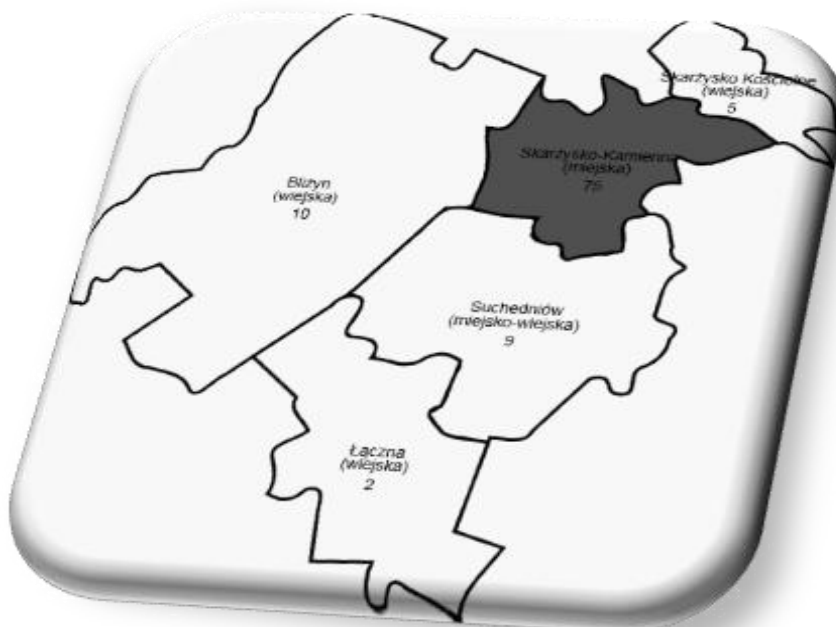 Skarżysko Kościelne
(wiejska)
5
Skarżysko-Kamienna
(miejska)
75
Bliżyn
(wiejska)
10
Suchedniów
(miejsko-wiejska)
9
Łączna
(wiejska)
2